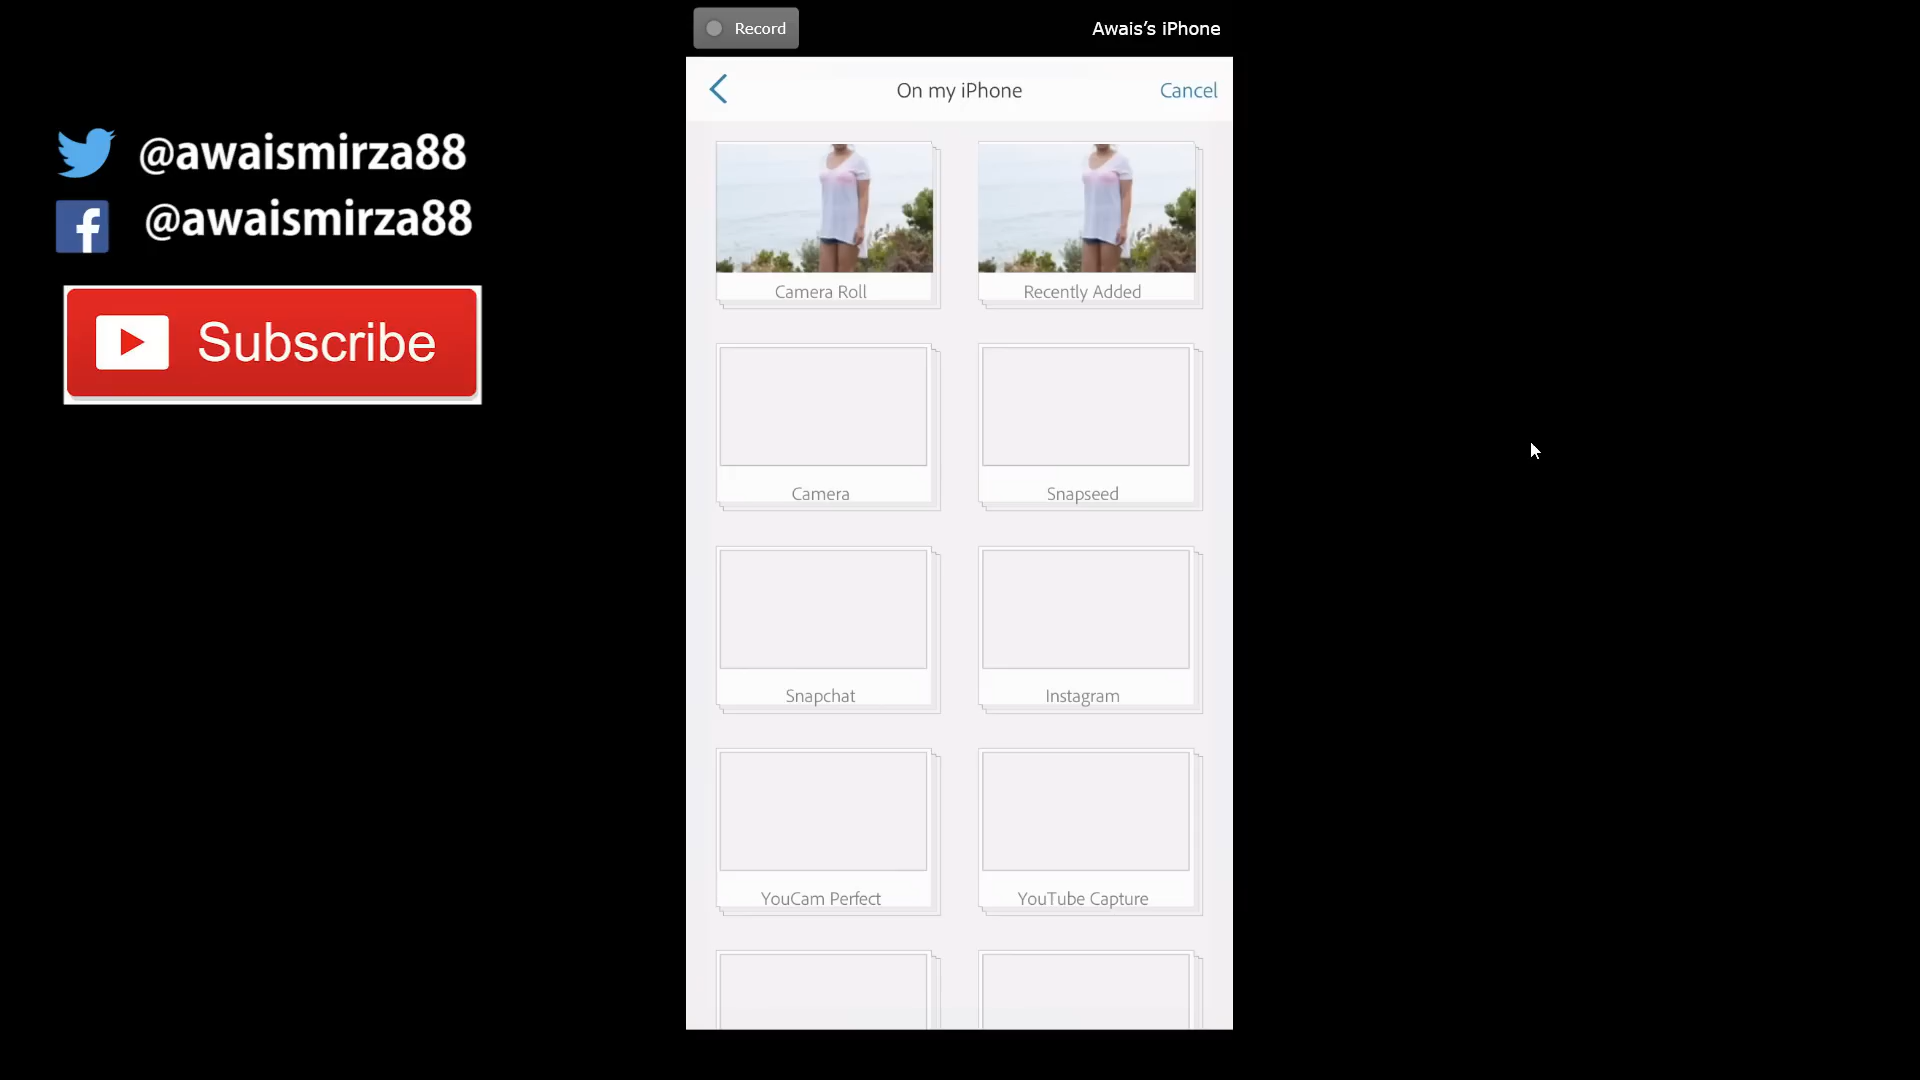 Record
Awais’s iPhone
On my iPhone
Cancel
@awaismirza88
@awaismirza88
Subscribe
Camera Roll
Recently Added
Camera
Snapseed
Snapchat
Instagram
YouCam Perfect
YouTube Capture